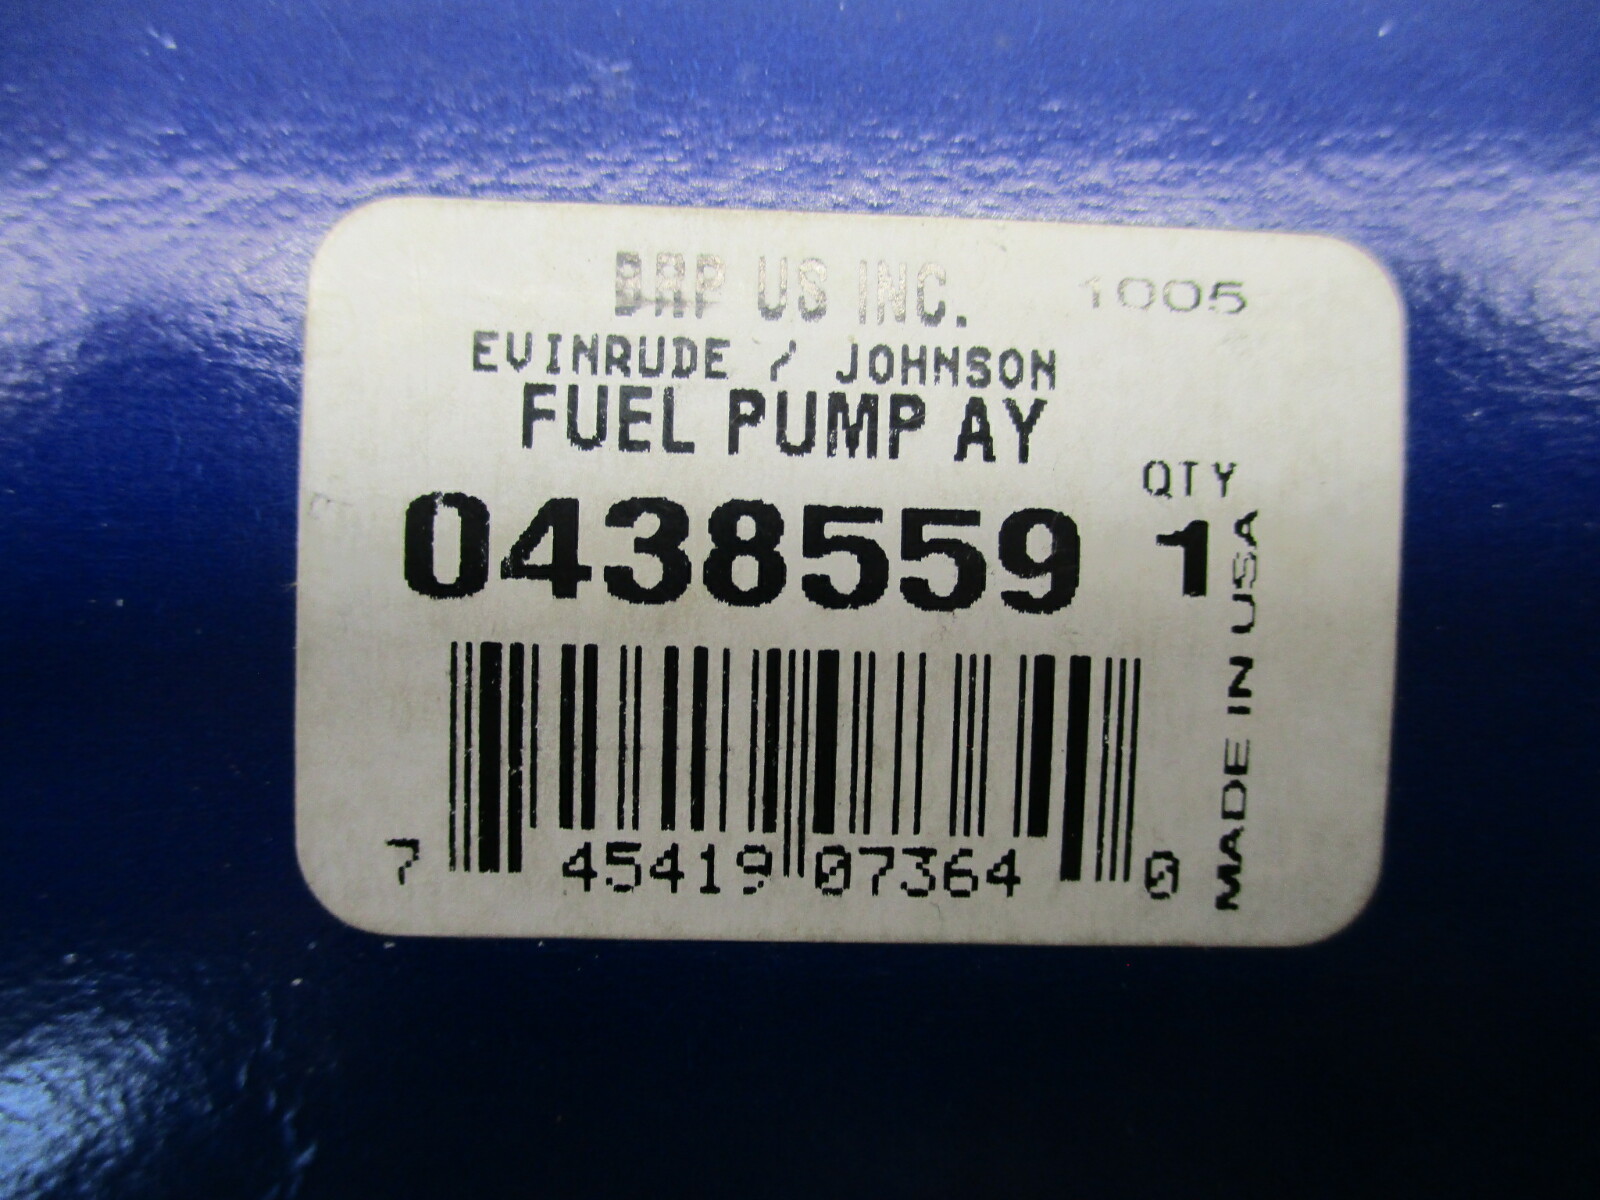 BRP US INC. 1005
EVINRUDE / JOHNSON
FUEL PUMP AY
QTY
0438559 1
MADE IN USA
7 45419 07364 0